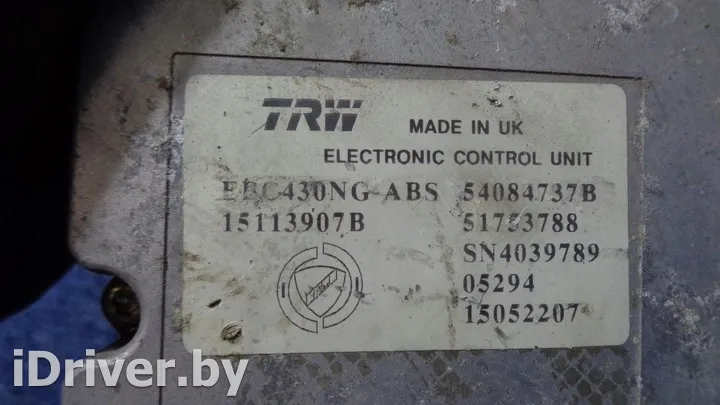 TRW
MADE IN UK
ELECTRONIC CONTROL UNIT
EBC430NG-ABS 54084737B
15113907B 51753788
SN4039789
05294
15052207
iDriver.by